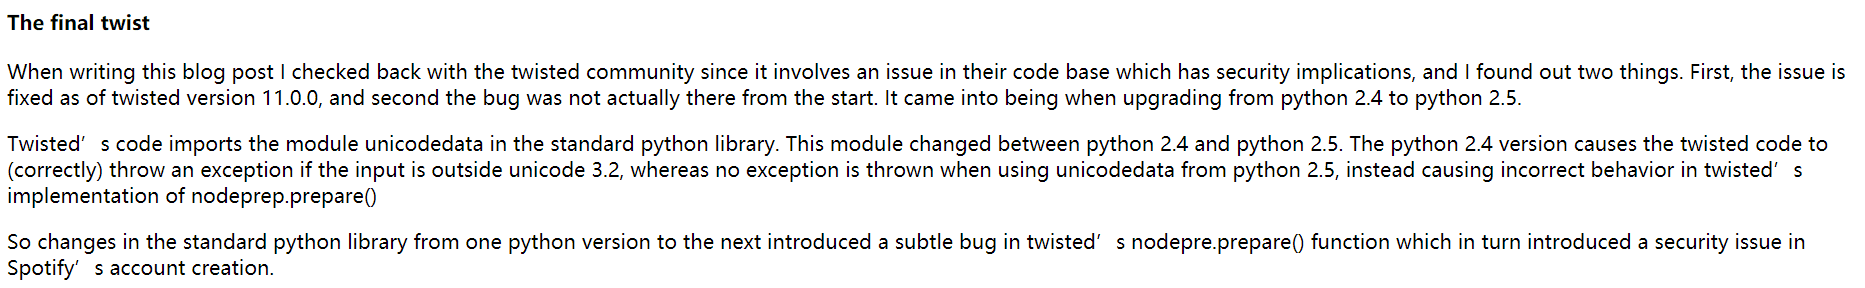 The final twist
When writing this blog post I checked back with the twisted community since it involves an issue in their code base which has security implications, and I found out two things. First, the issue is
fixed as of twisted version 11.0.0, and second the bug was not actually there from the start. It came into being when upgrading from python 2.4 to python 2.5.
Twisted’s code imports the module unicodedata in the standard python library. This module changed between python 2.4 and python 2.5. The python 2.4 version causes the twisted code to
(correctly) throw an exception if the input is outside unicode 3.2, whereas no exception is thrown when using unicodedata from python 2.5, instead causing incorrect behavior in twisted’s
implementation of nodeprep.prepare()
So changes in the standard python library from one python version to the next introduced a subtle bug in twisted’s nodepre.prepare() function which in turn introduced a security issue in
Spotify’s account creation.